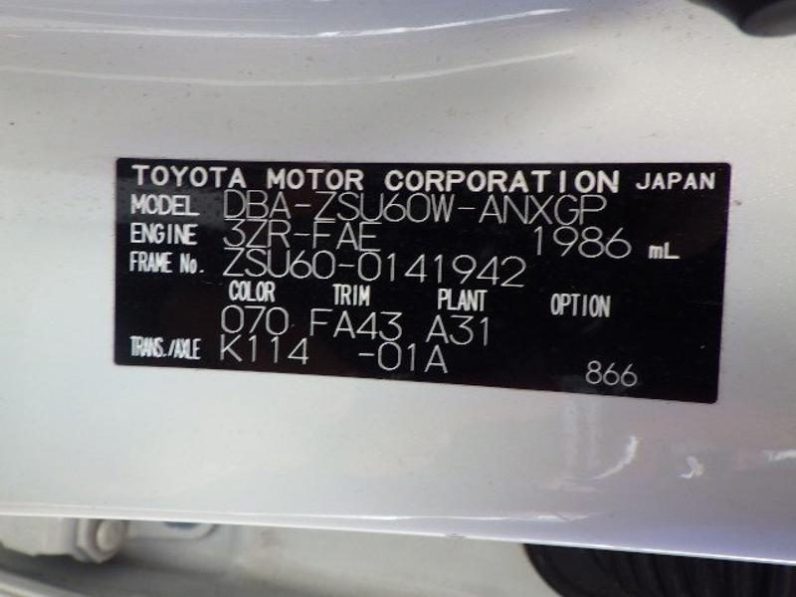 TOYOTA MOTOR CORPORATION JAPAN
MODEL DBA-ZSU60W-ANXGP
ENGINE 3ZR-FAE 1986 mL
FRAME No. ZSU60-0141942
COLOR TRIM PLANT OPTION
070 FA43 A31
TRANS./AXLE K114 -01A 866